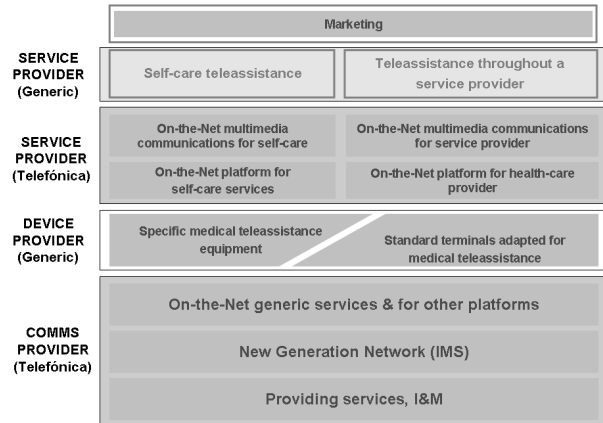 Marketing
SERVICE
PROVIDER
(Generic)
Self-care teleassistance
Teleassistance throughout a
service provider
SERVICE
PROVIDER
(Telefónica)
On-the-Net multimedia
communications for self-care
On-the-Net multimedia communications
for service provider
On-the-Net platform for
self-care services
On-the-Net platform for health-care
provider
DEVICE
PROVIDER
(Generic)
Specific medical teleassistance
equipment
Standard terminals adapted for
medical teleassistance
COMMS
PROVIDER
(Telefónica)
On-the-Net generic services & for other platforms
New Generation Network (IMS)
Providing services, I&M